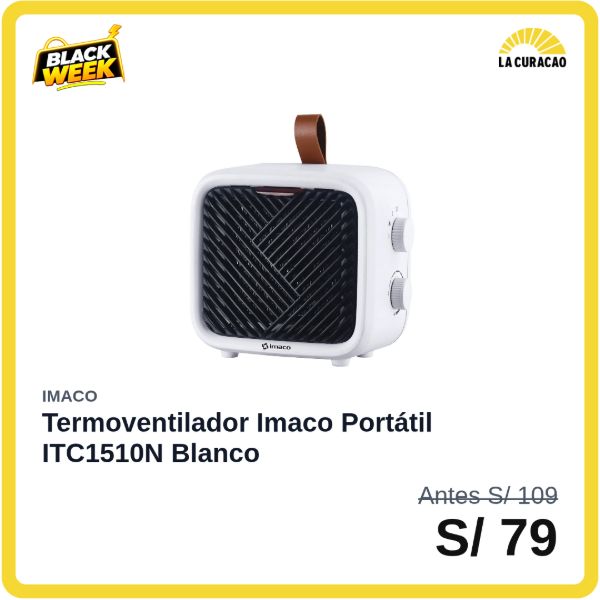 BLACK
WEEK
LA CURACAO
imaco
IMACO
Termoventilador Imaco Portátil
ITC1510N Blanco
Antes S/ 109
S/ 79